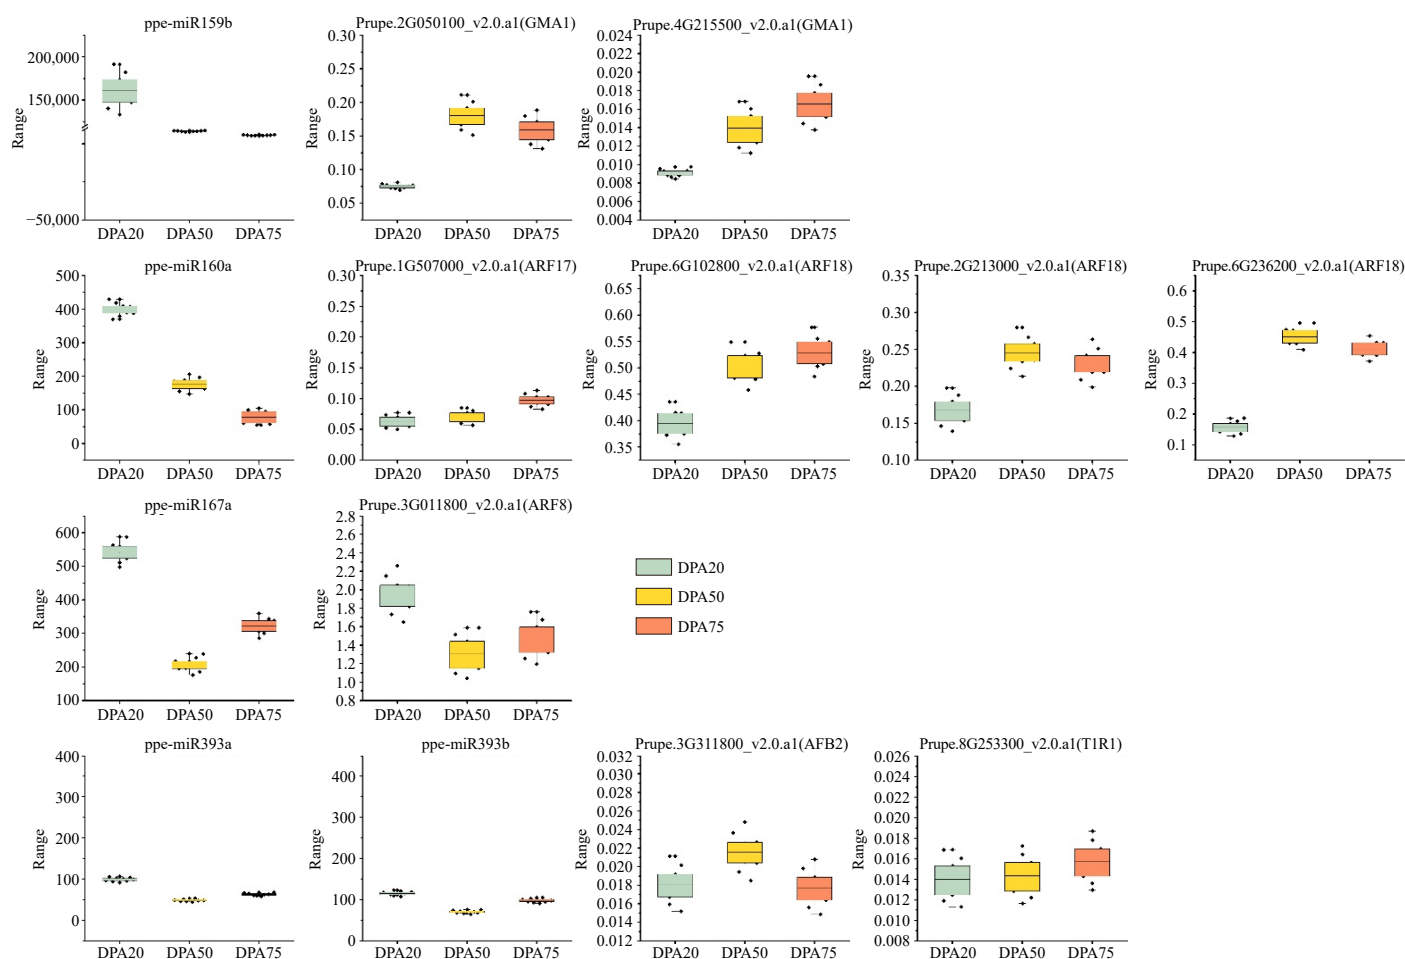 ppe-miR159b
Range
200,000
150,000
−50,000
DPA20 DPA50 DPA75
Prupe.2G050100_v2.0.a1(GMA1)
Range
0.30
0.25
0.20
0.15
0.10
0.05
DPA20 DPA50 DPA75
Prupe.4G215500_v2.0.a1(GMA1)
Range
0.024
0.022
0.020
0.018
0.016
0.014
0.012
0.010
0.008
0.006
0.004
DPA20 DPA50 DPA75
ppe-miR160a
Range
500
400
300
200
100
0
DPA20 DPA50 DPA75
Prupe.1G507000_v2.0.a1(ARF17)
Range
0.30
0.25
0.20
0.15
0.10
0.05
0.00
DPA20 DPA50 DPA75
Prupe.6G102800_v2.0.a1(ARF18)
Range
0.65
0.60
0.55
0.50
0.45
0.40
0.35
DPA20 DPA50 DPA75
Prupe.2G213000_v2.0.a1(ARF18)
Range
0.35
0.30
0.25
0.20
0.15
0.10
DPA20 DPA50 DPA75
Prupe.6G236200_v2.0.a1(ARF18)
Range
0.6
0.5
0.4
0.3
0.2
0.1
DPA20 DPA50 DPA75
ppe-miR167a
Range
600
500
400
300
200
100
DPA20 DPA50 DPA75
Prupe.3G011800_v2.0.a1(ARF8)
Range
2.8
2.6
2.4
2.2
2.0
1.8
1.6
1.4
1.2
1.0
0.8
DPA20 DPA50 DPA75
DPA20
DPA50
DPA75
ppe-miR393a
Range
400
300
200
100
0
DPA20 DPA50 DPA75
ppe-miR393b
Range
400
300
200
100
0
DPA20 DPA50 DPA75
Prupe.3G311800_v2.0.a1(AFB2)
Range
0.032
0.030
0.028
0.026
0.024
0.022
0.020
0.018
0.016
0.014
0.012
DPA20 DPA50 DPA75
Prupe.8G253300_v2.0.a1(T1R1)
Range
0.026
0.024
0.022
0.020
0.018
0.016
0.014
0.012
0.010
0.008
DPA20 DPA50 DPA75